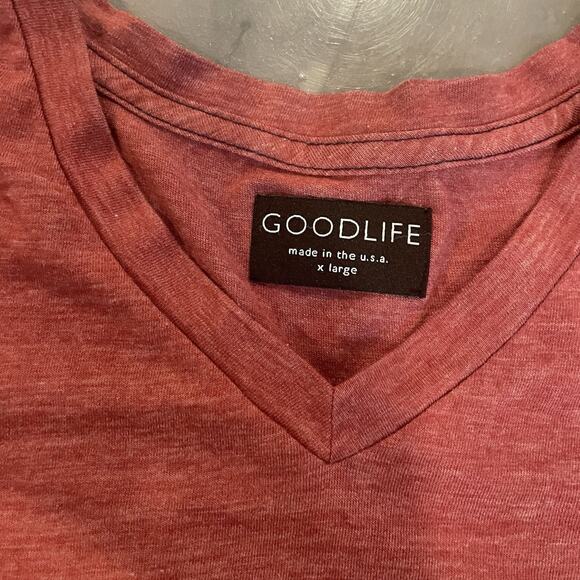 GOODLIFE
made in the u.s.a.
x large